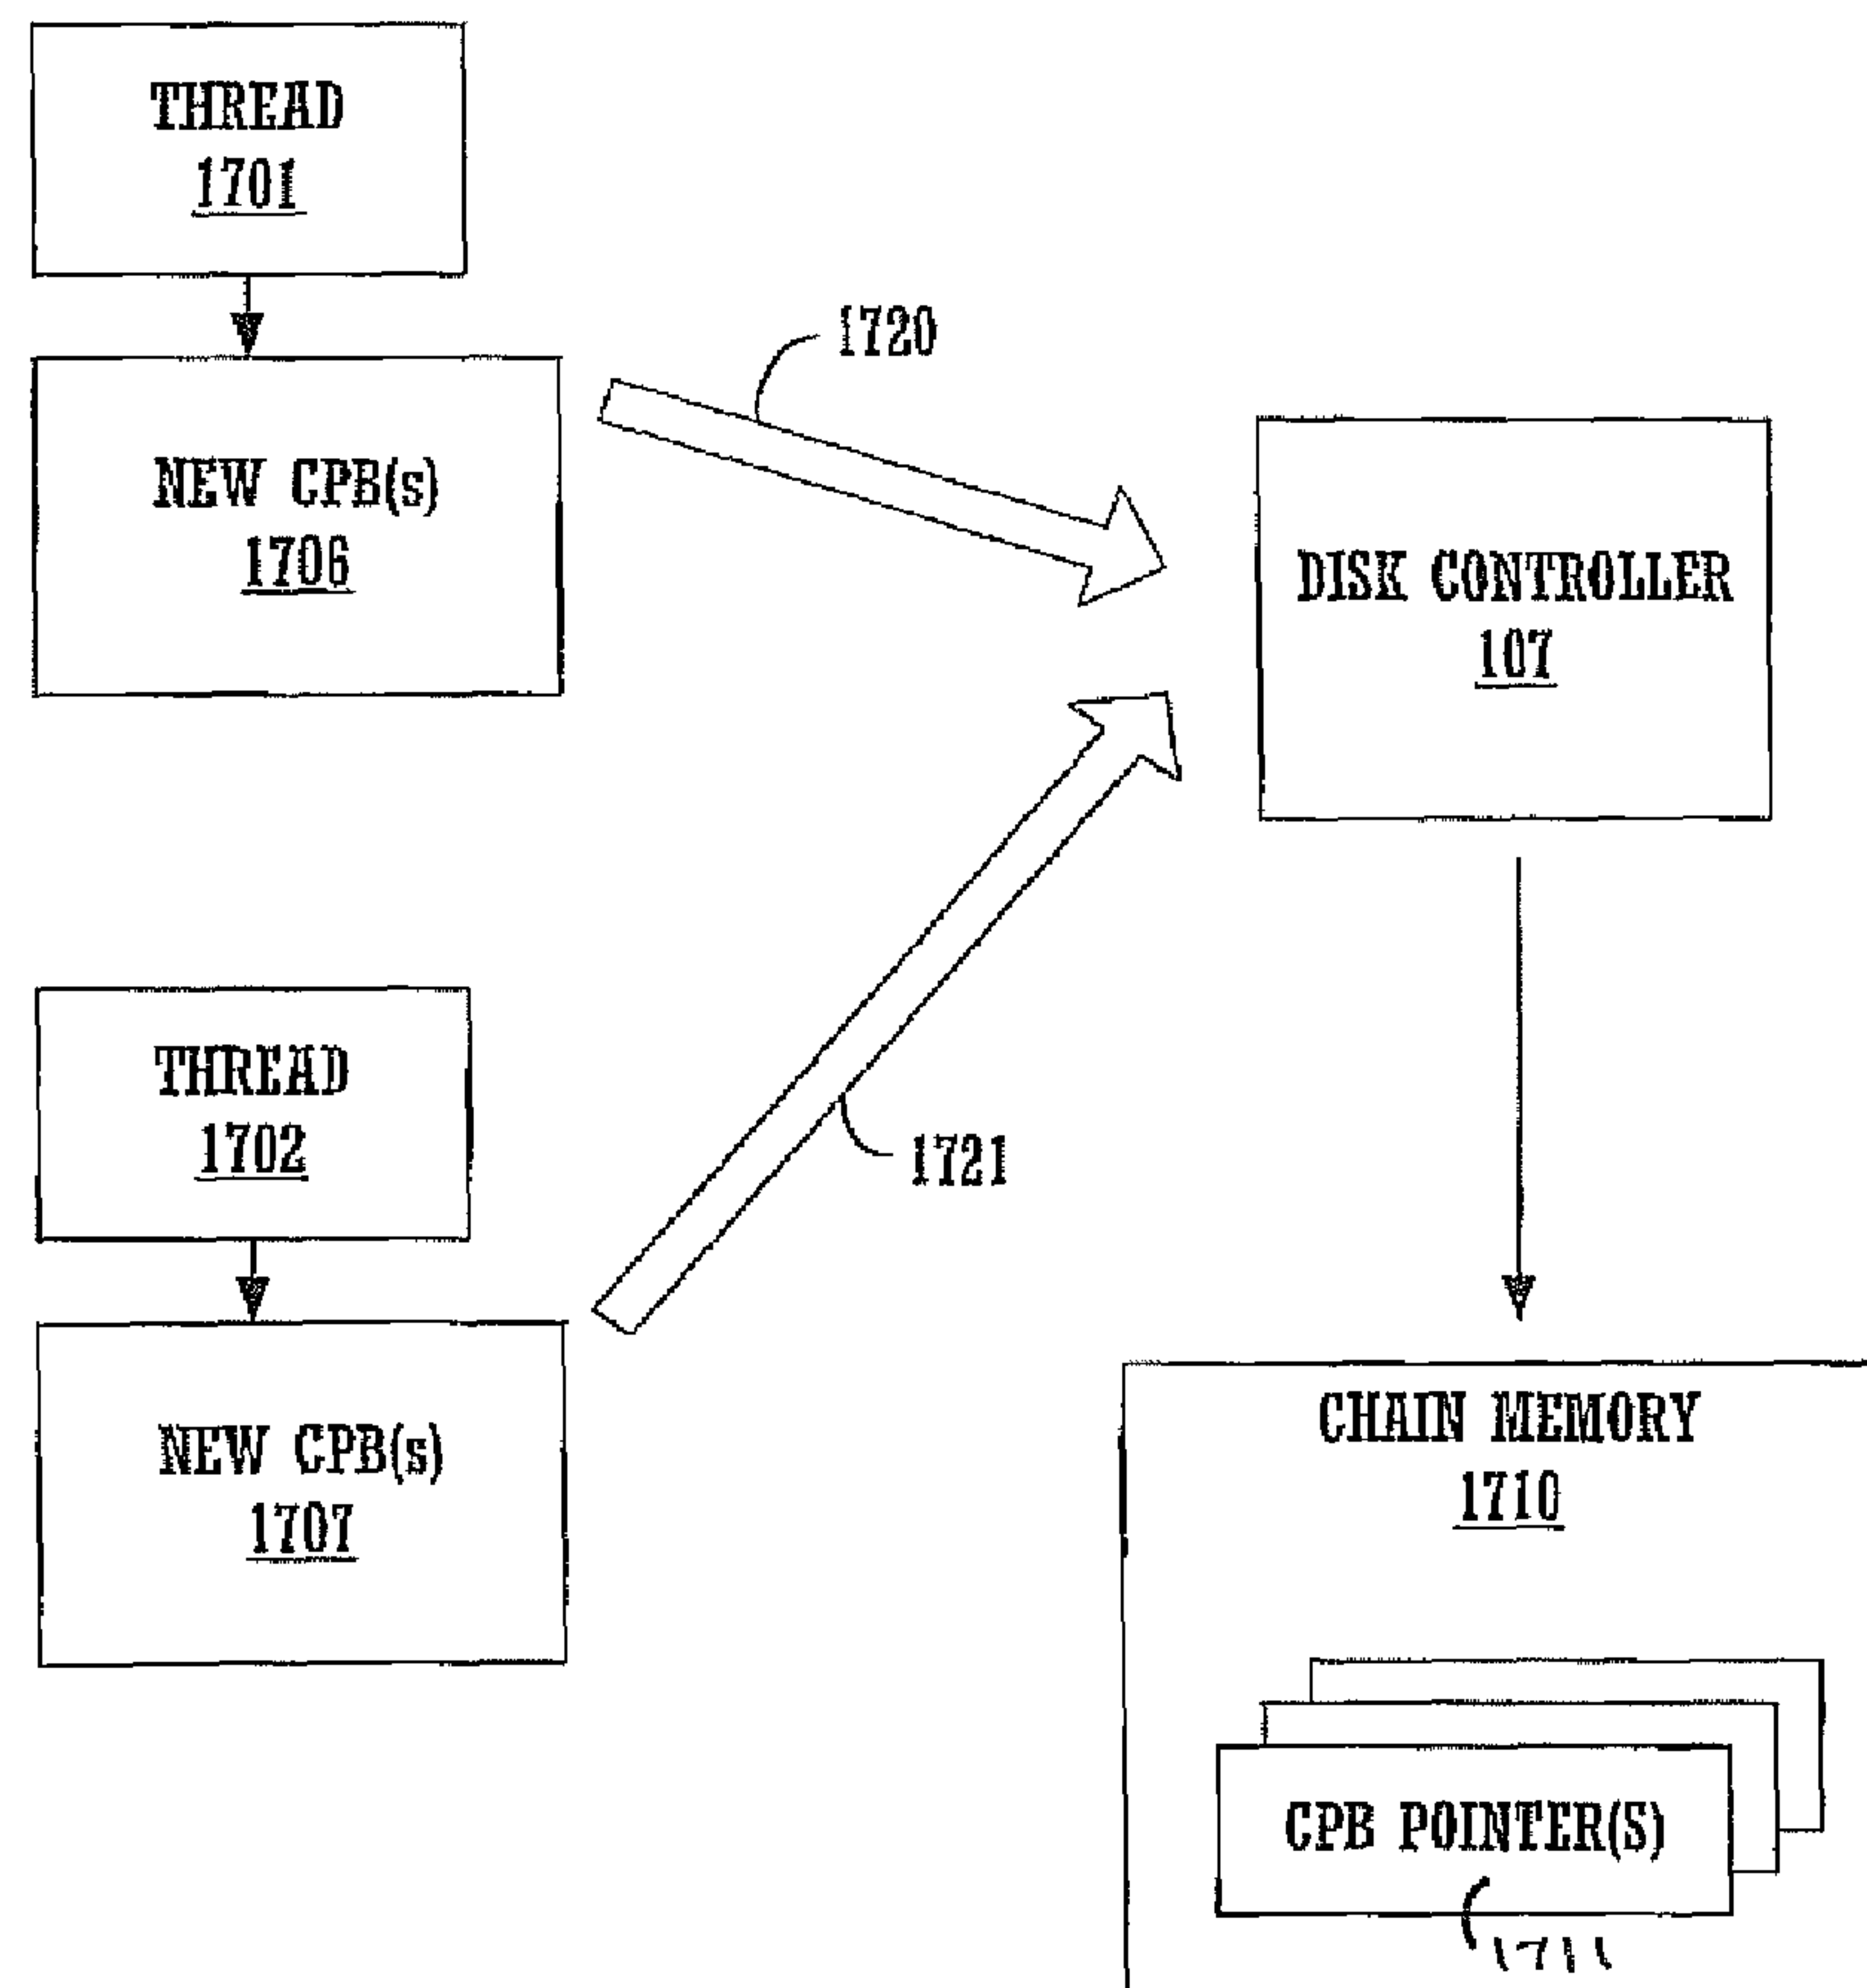 THREAD
1701
1720
NEW CPB(s)
1706
DISK CONTROLLER
107
THREAD
1702
1721
NEW CPB(s)
1707
CHAIN MEMORY
1710
CPB POINTER(S)
1711